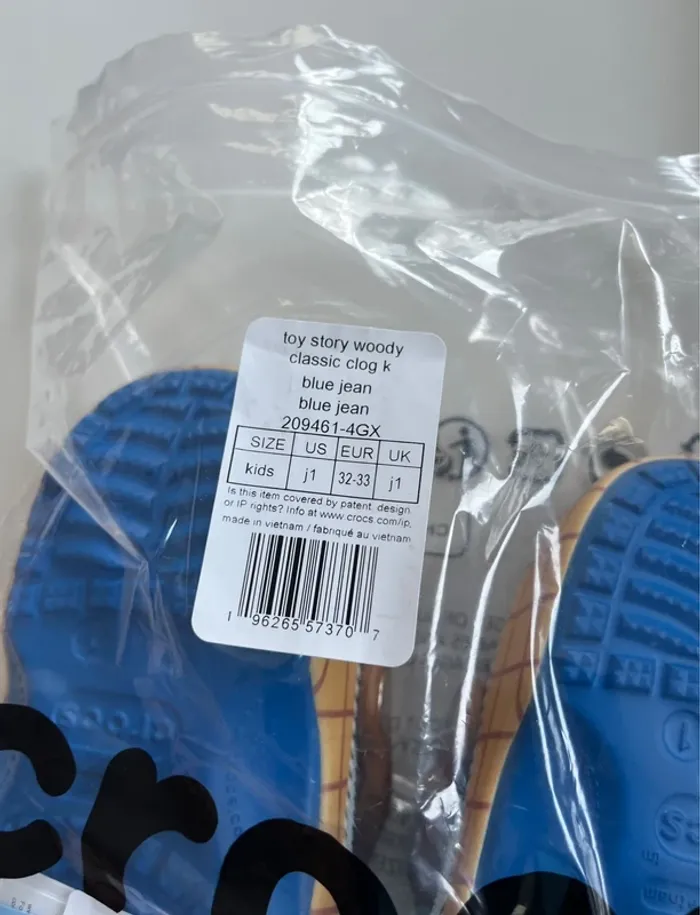 toy story woody
classic clog k
blue jean
blue jean
209461-4GX
SIZE US EUR UK
kids j1 32-33 j1
Is this item covered by patent, design,
or IP rights? Info at www.crocs.com/ip.
made in vietnam / fabriqué au vietnam
1 96265 57370 7
cro